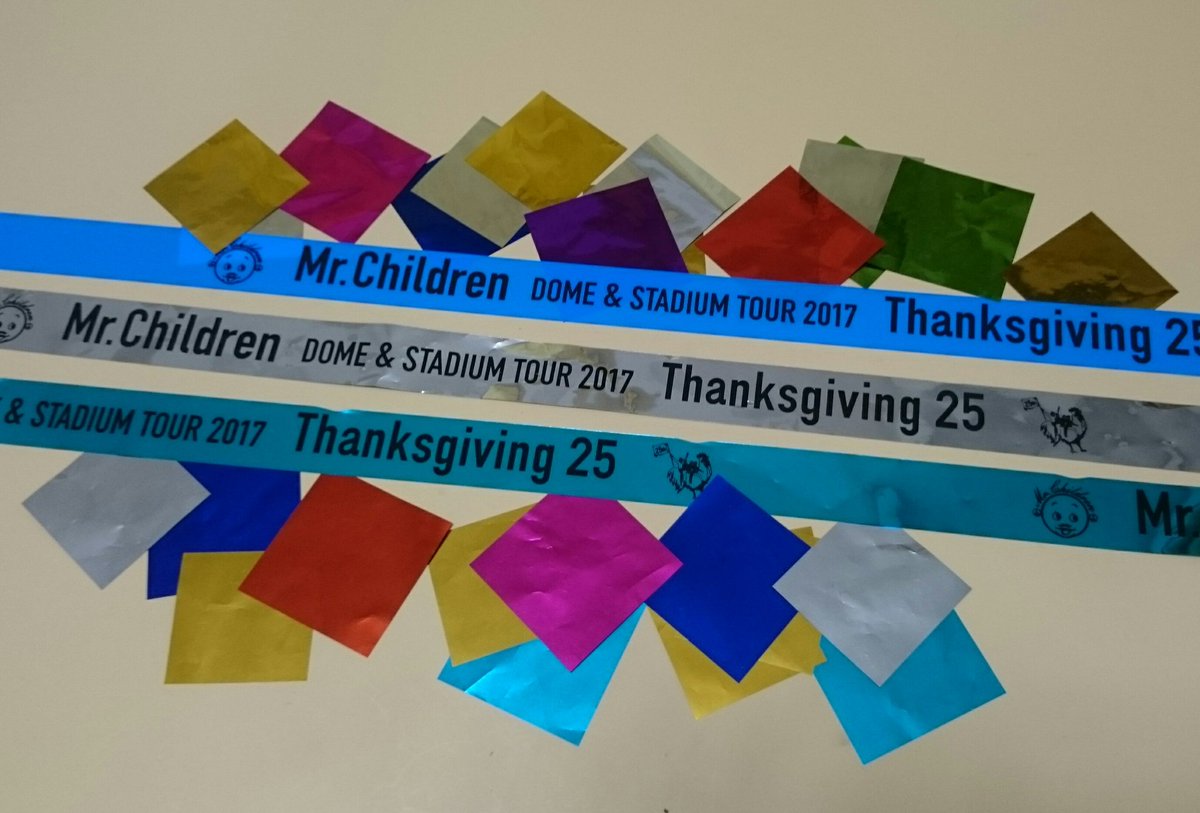 Mr.Children DOME & STADIUM TOUR 2017 Thanksgiving 25
Mr.Children DOME & STADIUM TOUR 2017 Thanksgiving 25
& STADIUM TOUR 2017 Thanksgiving 25 Mr.